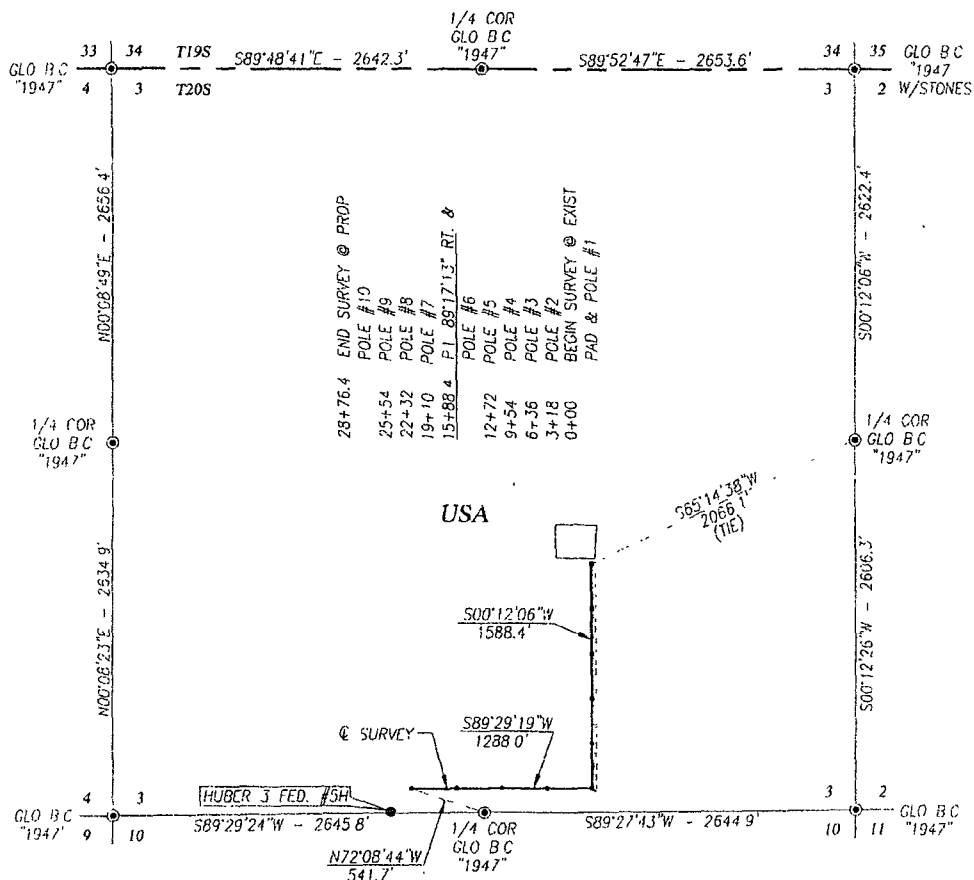 1/4 COR
GLO B C
"1947"
33 34 T19S
S89°48'41"E - 2642.3'
S89°52'47"E - 2653.6'
34 35 GLO B C
GLO B C
"1947"
4 3 T20S
3 2 "1947
W/STONES
N00°08'49"E - 2656.4'
S00°12'06"W - 2622.4'
28+76.4 END SURVEY @ PROP
POLE #10
25+54 POLE #9
22+32 POLE #8
19+10 POLE #7
15+88.4 P.I. 89°17'13" RT. &
POLE #6
12+72 POLE #5
9+54 POLE #4
6+36 POLE #3
3+18 POLE #2
0+00 BEGIN SURVEY @ EXIST
PAD & POLE #1
1/4 COR
GLO B C
"1947"
1/4 COR
GLO B C
"1947"
USA
S65°14'38"W
2066.1'
(TIE)
N00°08'23"E - 2634.9'
S00°12'26"W - 2606.3'
S00°12'06"W
1588.4'
S89°29'19"W
1288.0'
℄ SURVEY
HUBER 3 FED. #5H
4 3
GLO B C
"1947'
9 10
S89°29'24"W - 2645.8'
1/4 COR
GLO B C
"1947"
S89°27'43"W - 2644.9'
3 2
GLO B C
"1947"
10 11
N72°08'44"W
541.7'